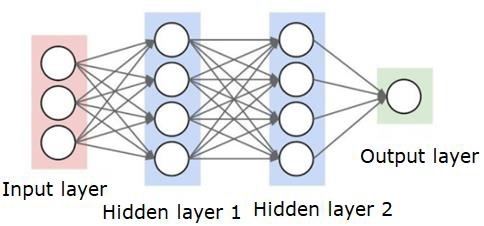 Input layer
Hidden layer 1
Hidden layer 2
Output layer